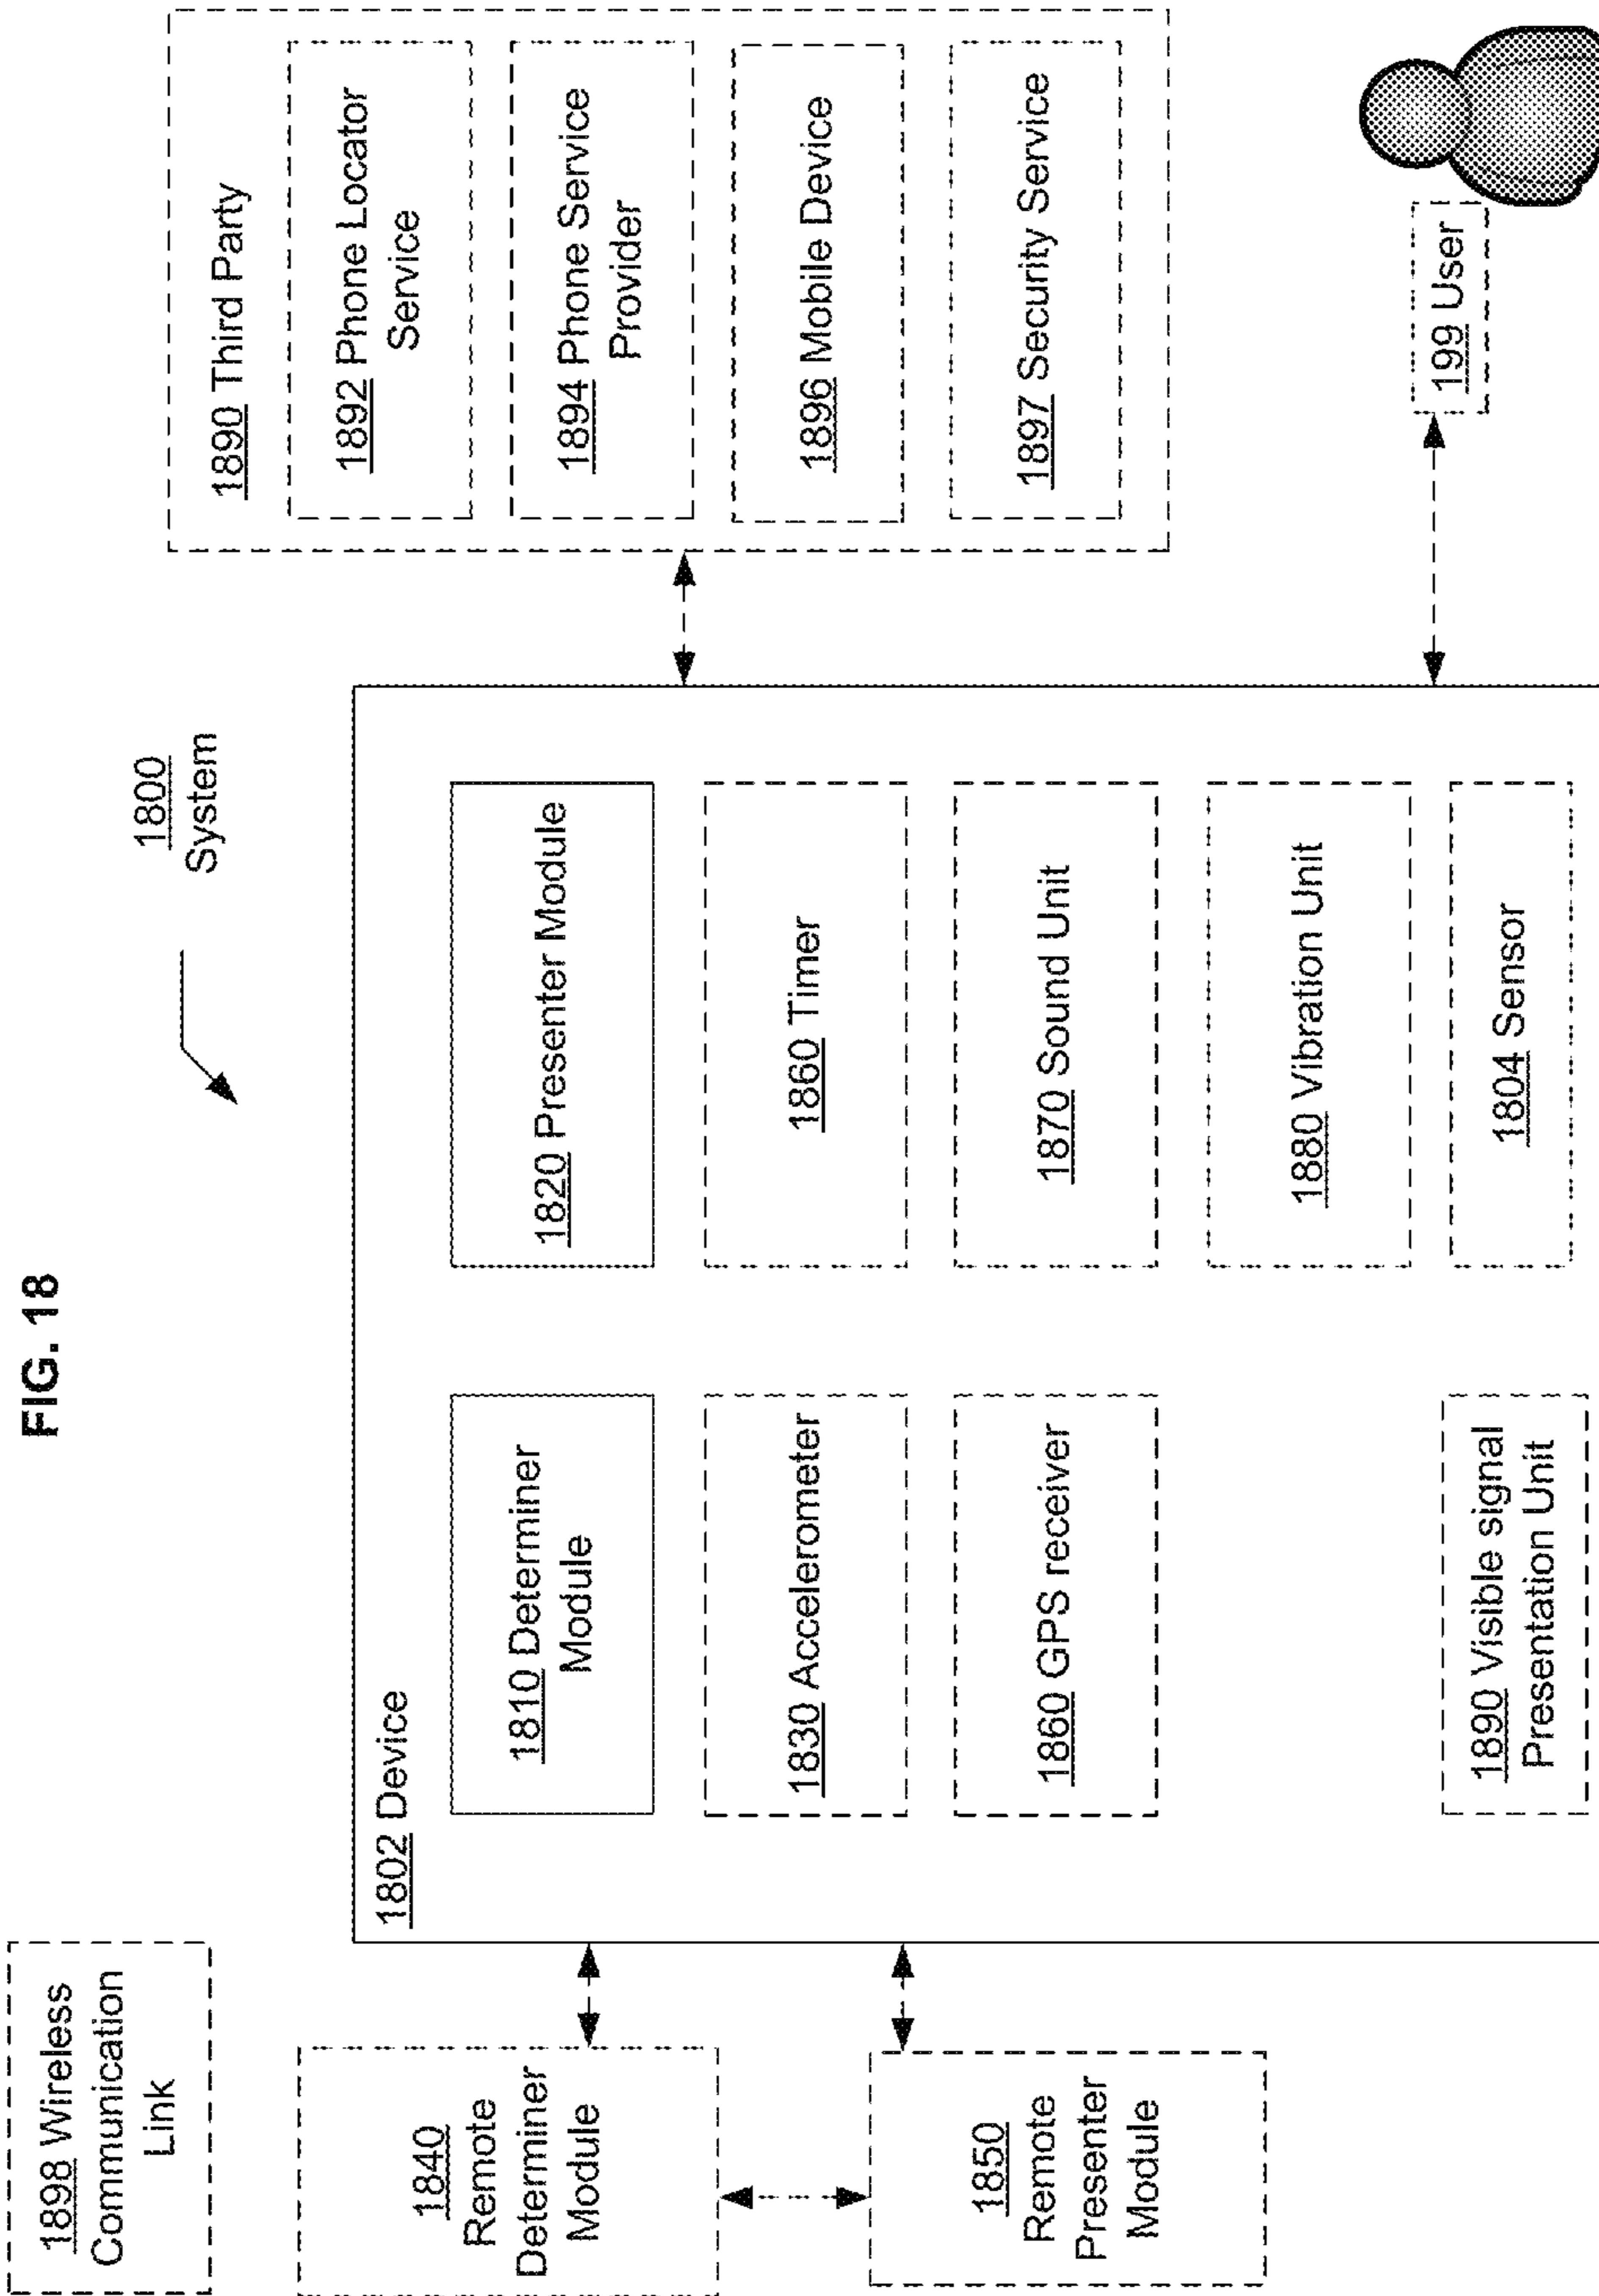 FIG. 18
1800
System
1898 Wireless
Communication
Link
1840
Remote
Determiner
Module
1850
Remote
Presenter
Module
1802 Device
1810 Determiner
Module
1820 Presenter Module
1830 Accelerometer
1860 Timer
1860 GPS receiver
1870 Sound Unit
1880 Vibration Unit
1890 Visible signal
Presentation Unit
1804 Sensor
1890 Third Party
1892 Phone Locator
Service
1894 Phone Service
Provider
1896 Mobile Device
1897 Security Service
199 User